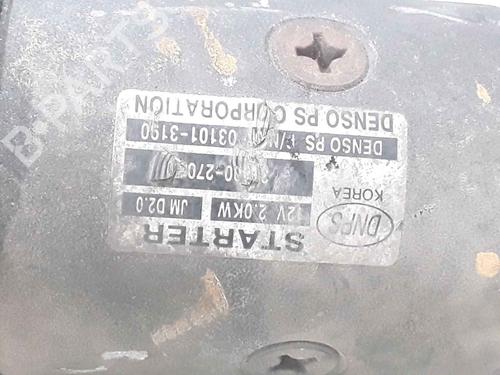 STARTER
DNPS
KOREA
12V 2.0KW
JM D2.0
DENSO PS P/N 03101-3190
DENSO PS CORPORATION
B-PARTS